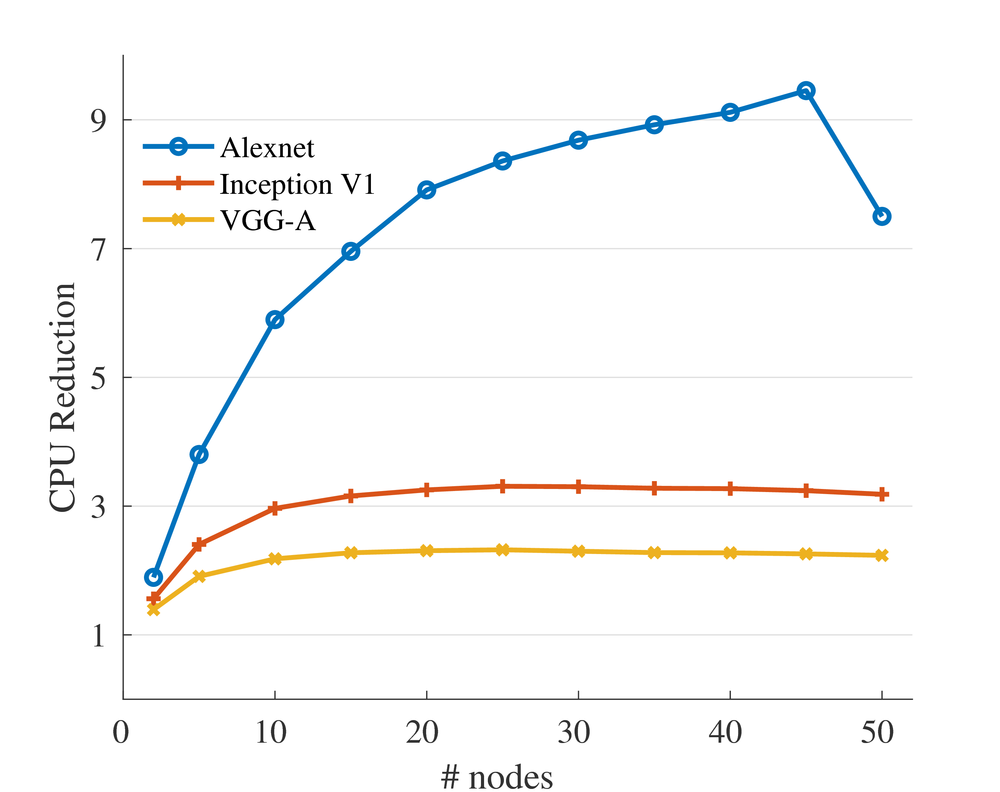 9
7
5
3
1
CPU Reduction
Alexnet
Inception V1
VGG-A
0 10 20 30 40 50
# nodes